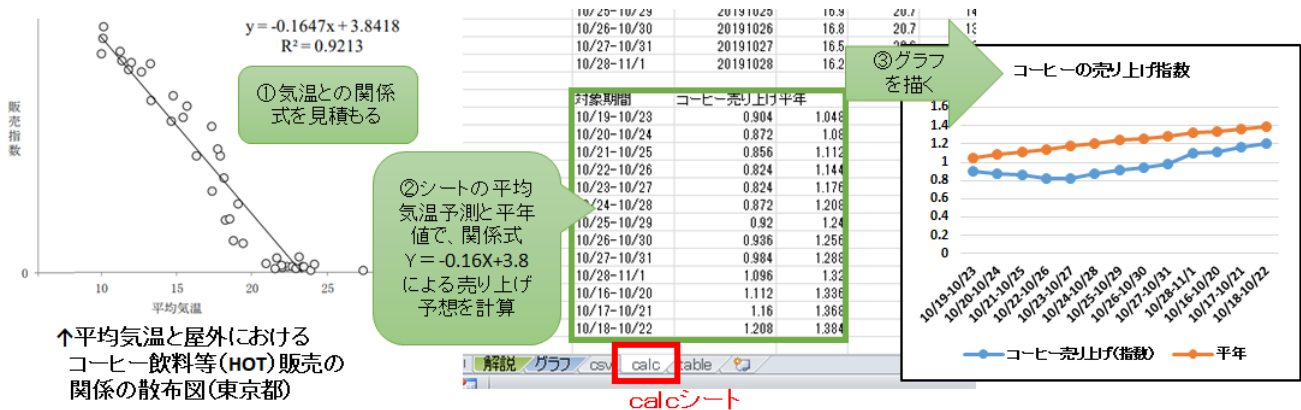 y = -0.1647x + 3.8418
R² = 0.9213
①気温との関係
式を見積もる
販売指数
0
10 15 20 25
平均気温
↑平均気温と屋外における
コーヒー飲料等(HOT)販売の
関係の散布図(東京都)
②シートの平均
気温予測と平年
値で、関係式
Y=-0.16X+3.8
による売り上げ
予想を計算
10/25-10/29 20191025 16.9 20.7
10/26-10/30 20191026 16.8 20.7
10/27-10/31 20191027 16.5
10/28-11/1 20191028 16.2
対象期間 コーヒー売り上げ 平年
10/19-10/23 0.904 1.048
10/20-10/24 0.872 1.08
10/21-10/25 0.856 1.112
10/22-10/26 0.824 1.144
10/23-10/27 0.824 1.176
10/24-10/28 0.872 1.208
10/25-10/29 0.92 1.24
10/26-10/30 0.936 1.256
10/27-10/31 0.984 1.288
10/28-11/1 1.096 1.32
10/16-10/20 1.112 1.336
10/17-10/21 1.16 1.368
10/18-10/22 1.208 1.384
解説 グラフ csv calc table
calcシート
③グラフ
を描く
コーヒーの売り上げ指数
1.6
1.4
1.2
1
0.8
0.6
0.4
0.2
0
10/19-10/23
10/20-10/24
10/21-10/25
10/22-10/26
10/23-10/27
10/24-10/28
10/25-10/29
10/26-10/30
10/27-10/31
10/28-11/1
10/16-10/20
10/17-10/21
10/18-10/22
コーヒー売上げ(指数) 平年